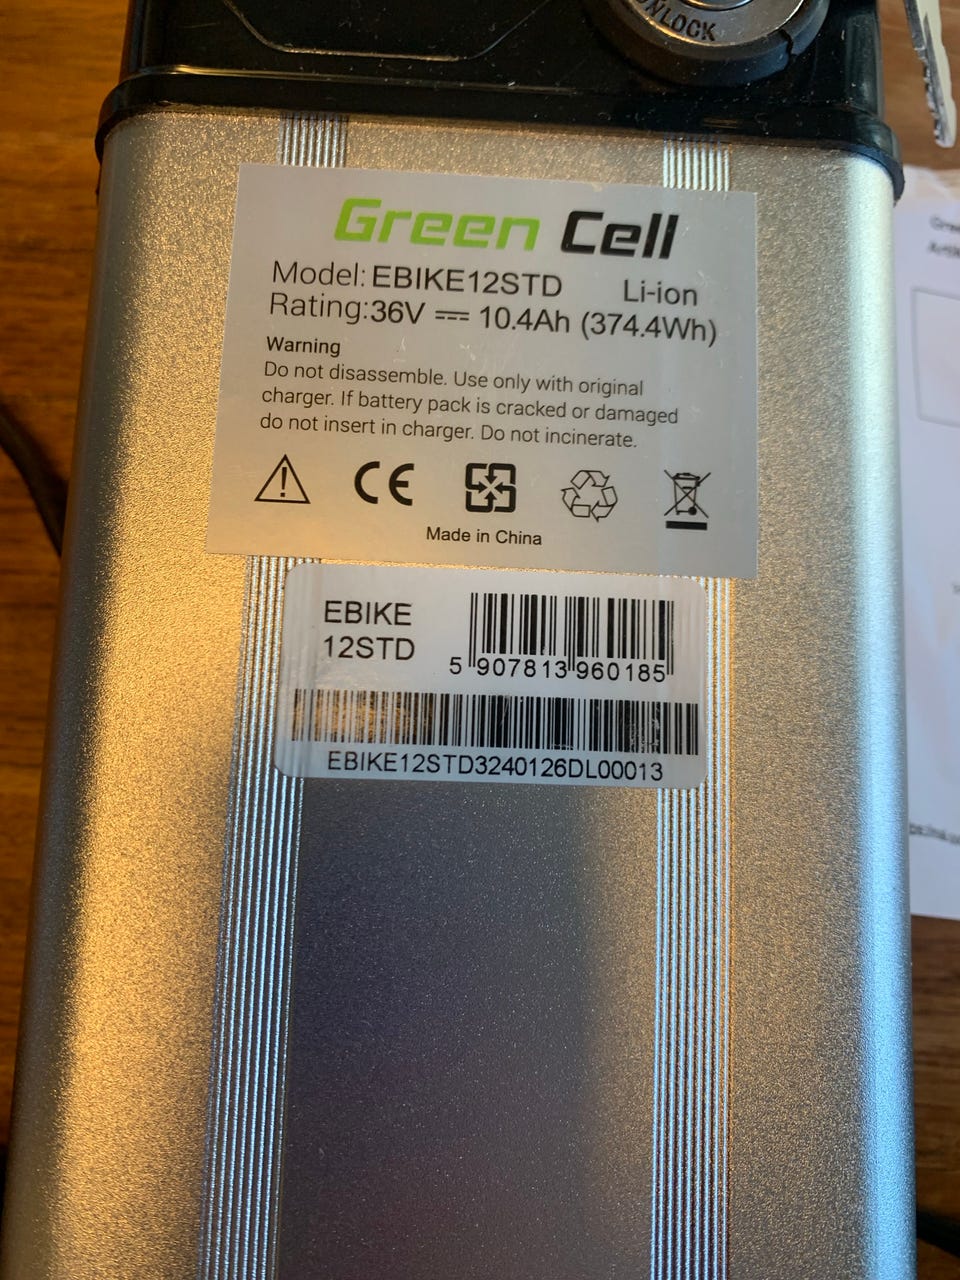 UNLOCK
Green Cell
Model: EBIKE12STD Li-ion
Rating:36V 10.4Ah (374.4Wh)
Warning
Do not disassemble. Use only with original
charger. If battery pack is cracked or damaged
do not insert in charger. Do not incinerate.
CE
Made in China
EBIKE
12STD
5 907813 960185
EBIKE12STD3240126DL00013